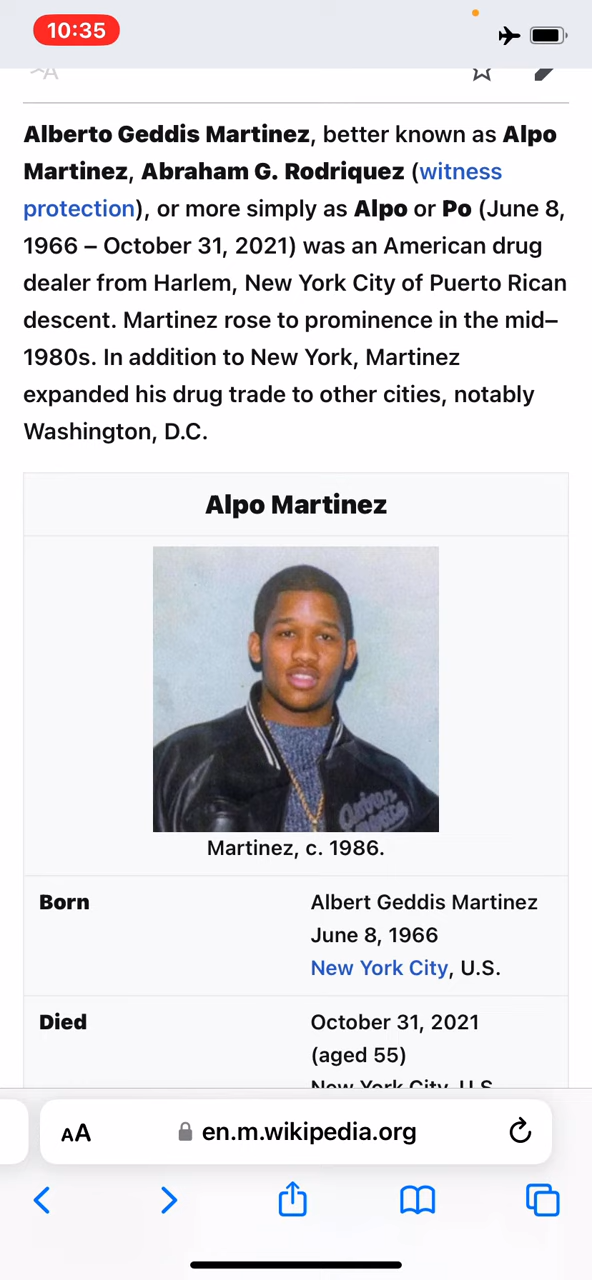 10:35
Alberto Geddis Martinez, better known as Alpo
Martinez, Abraham G. Rodriquez (witness
protection), or more simply as Alpo or Po (June 8,
1966 – October 31, 2021) was an American drug
dealer from Harlem, New York City of Puerto Rican
descent. Martinez rose to prominence in the mid–
1980s. In addition to New York, Martinez
expanded his drug trade to other cities, notably
Washington, D.C.
Alpo Martinez
Martinez, c. 1986.
Born
Albert Geddis Martinez
June 8, 1966
New York City, U.S.
Died
October 31, 2021
(aged 55)
New York City, U.S.
AA
en.m.wikipedia.org